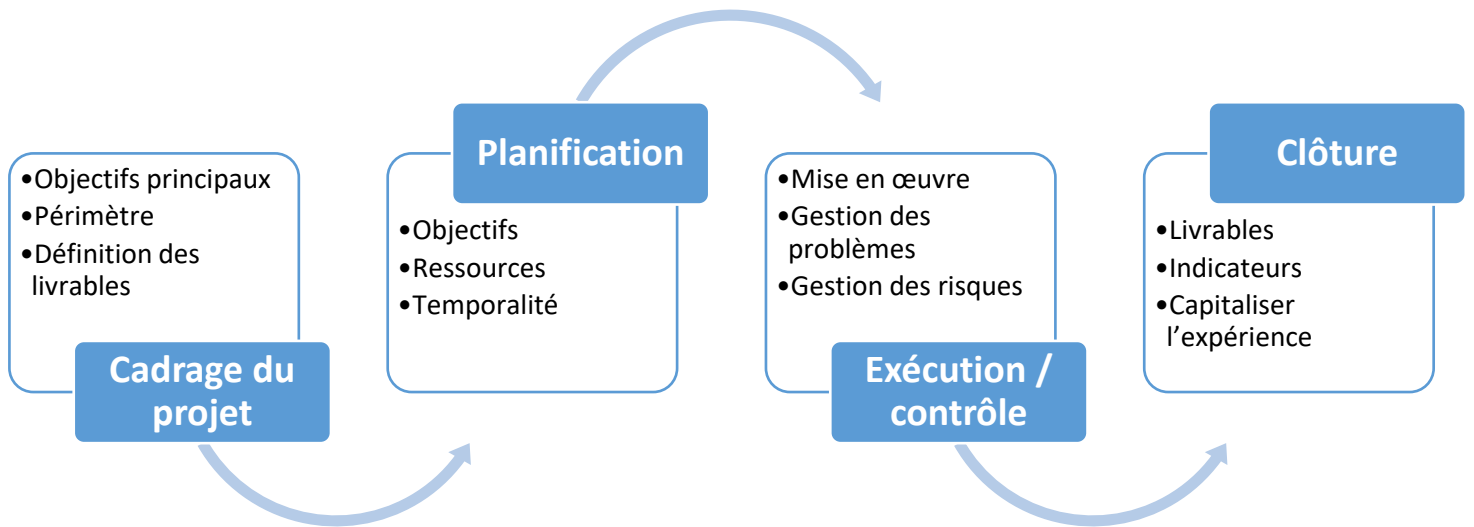 •Objectifs principaux
•Périmètre
•Définition des
livrables
Cadrage du
projet
Planification
•Objectifs
•Ressources
•Temporalité
•Mise en œuvre
•Gestion des
problèmes
•Gestion des risques
Exécution /
contrôle
Clôture
•Livrables
•Indicateurs
•Capitaliser
l’expérience